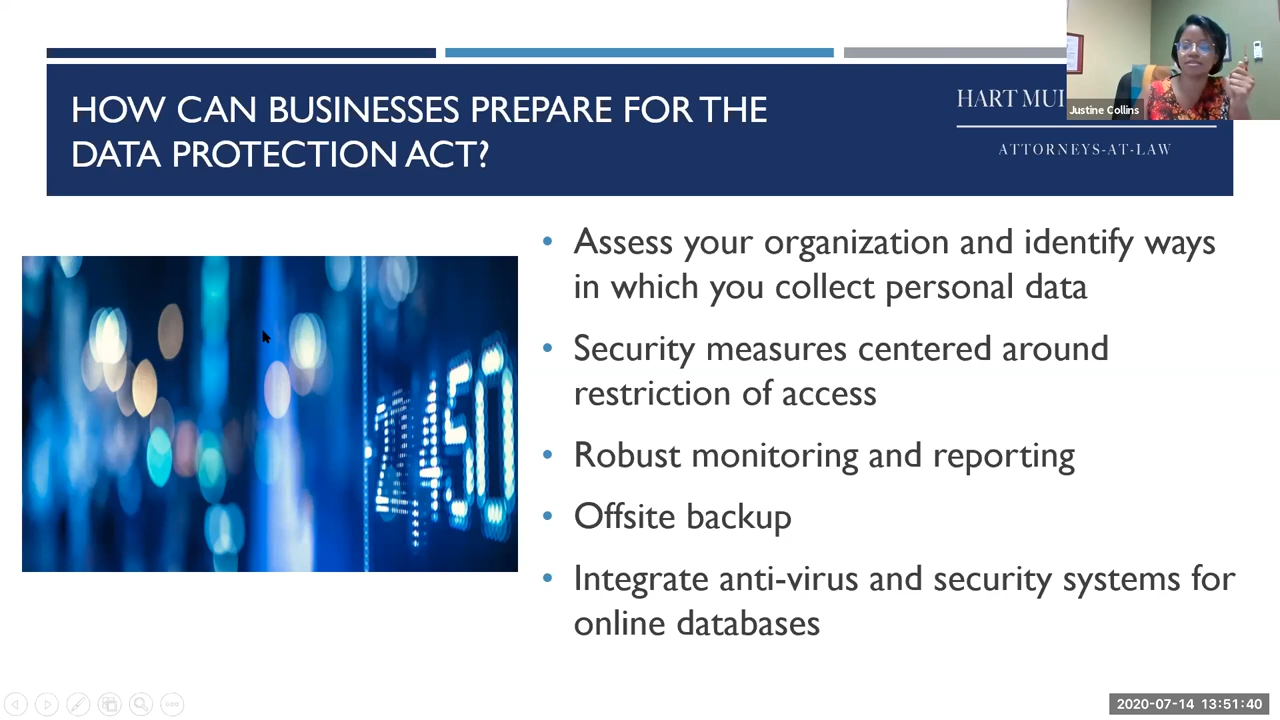 HOW CAN BUSINESSES PREPARE FOR THE
DATA PROTECTION ACT?
HART
ATTORNEYS-AT-LAW
Justine Collins
• Assess your organization and identify ways
in which you collect personal data
• Security measures centered around
restriction of access
• Robust monitoring and reporting
• Offsite backup
• Integrate anti-virus and security systems for
online databases
2,450
2020-07-14 13:51:40